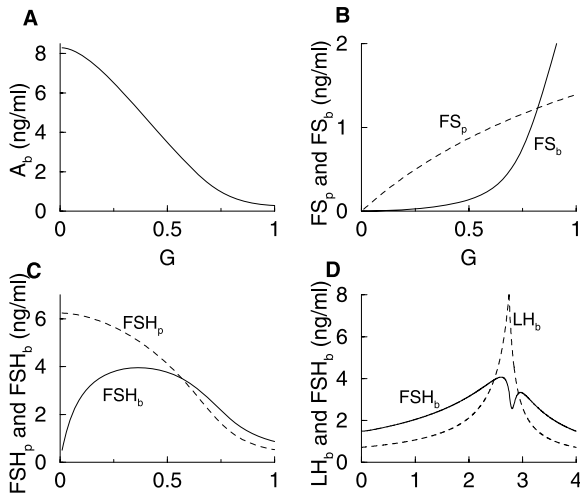 A
A_b (ng/ml)
8
6
4
2
0
0
0.5
1
G
B
FS_p and FS_b (ng/ml)
2
1
0
FS_p
FS_b
0
0.5
1
G
C
FSH_p and FSH_b (ng/ml)
6
4
2
0
FSH_p
FSH_b
0
0.5
1
D
LH_b and FSH_b (ng/ml)
8
6
4
2
0
LH_b
FSH_b
0
1
2
3
4